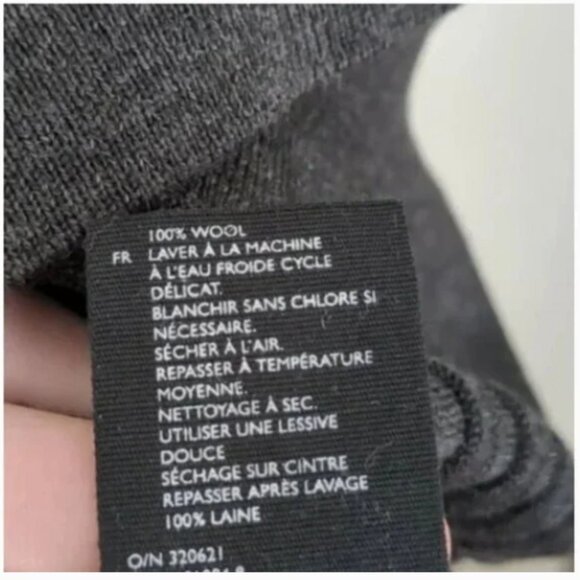 100% WOOL
FR LAVER À LA MACHINE
À L'EAU FROIDE CYCLE
DÉLICAT.
BLANCHIR SANS CHLORE SI
NÉCESSAIRE.
SÉCHER À L'AIR.
REPASSER À TEMPÉRATURE
MOYENNE.
NETTOYAGE À SEC.
UTILISER UNE LESSIVE
DOUCE
SÉCHAGE SUR CINTRE
REPASSER APRÈS LAVAGE
100% LAINE
O/N 320621